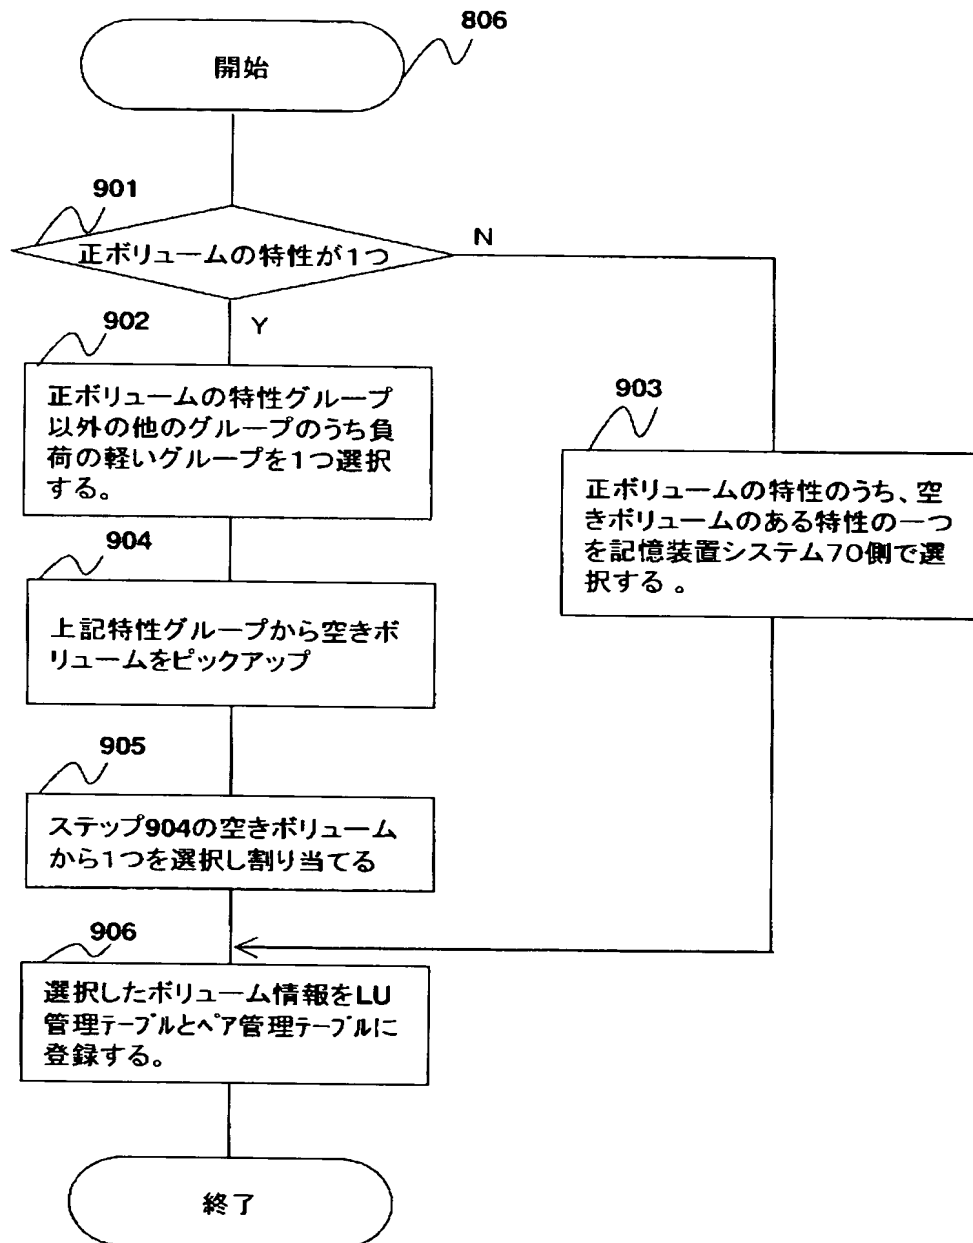 806
開始
901
正ボリュームの特性が1つ
N
Y
902
正ボリュームの特性グループ
以外の他のグループのうち負
荷の軽いグループを1つ選択
する。
903
正ボリュームの特性のうち、空
きボリュームのある特性の一つ
を記憶装置システム70側で選
択する 。
904
上記特性グループから空きボ
リュームをピックアップ
905
ステップ904の空きボリューム
から1つを選択し割り当てる
906
選択したボリューム情報をLU
管理テーブルとペア管理テーブルに
登録する。
終了